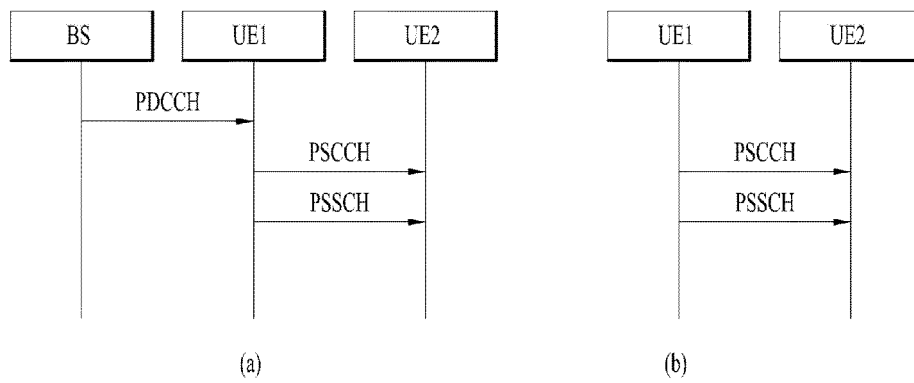 BS UE1 UE2 UE1 UE2
PDCCH
PSCCH PSCCH
PSSCH PSSCH
(a) (b)